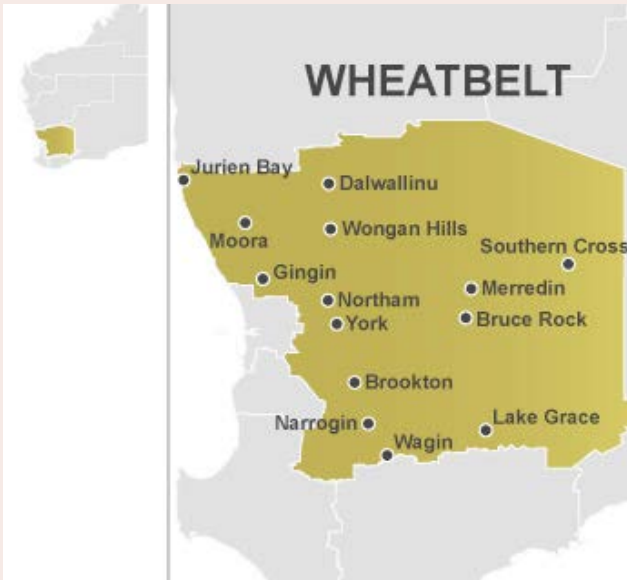 WHEATBELT
Jurien Bay
Dalwallinu
Moora
Wongan Hills
Southern Cross
Gingin
Merredin
Northam
Bruce Rock
York
Brookton
Narrogin
Lake Grace
Wagin